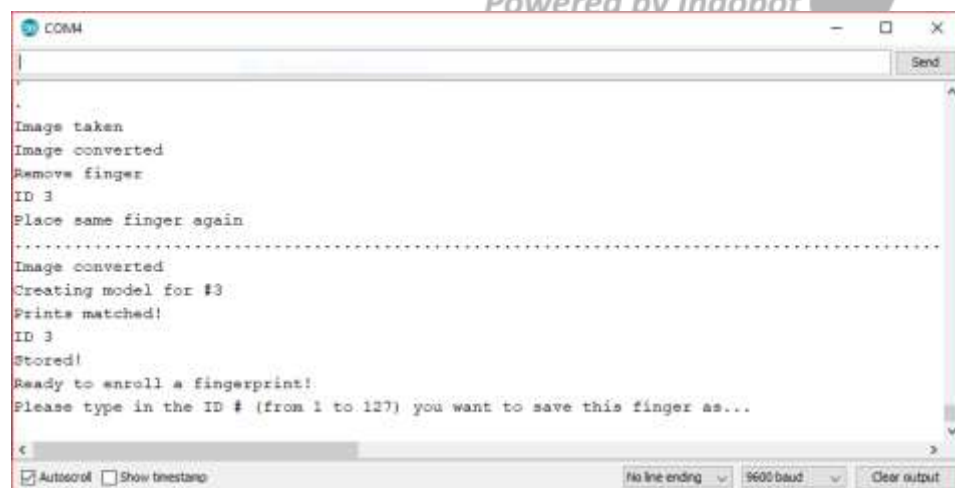 Powered by Indobot
COM4
Send
.
.
Image taken
Image converted
Remove finger
ID 3
Place same finger again
............................................................................................
Image converted
Creating model for #3
Prints matched!
ID 3
Stored!
Ready to enroll a fingerprint!
Please type in the ID # (from 1 to 127) you want to save this finger as...
Autoscroll Show timestamp No line ending 9600 baud Clear output